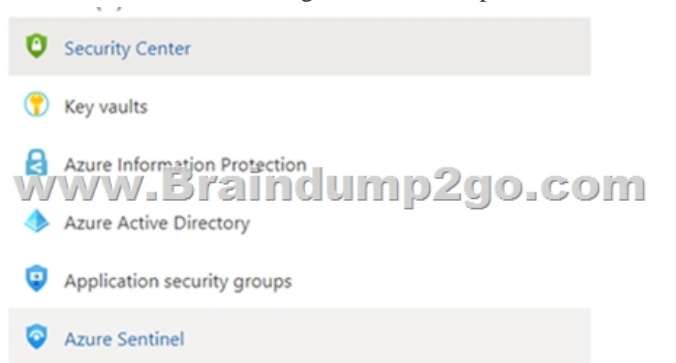 Security Center
Key vaults
Azure Information Protection
www.Braindump2go.com
Azure Active Directory
Application security groups
Azure Sentinel